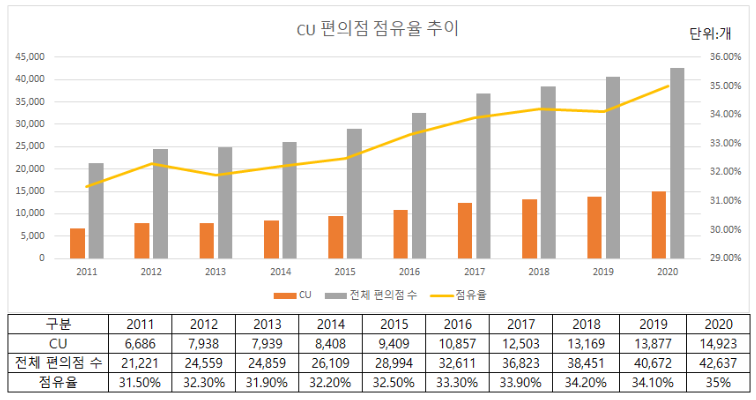 CU 편의점 점유율 추이
단위:개
45,000 36.00%
40,000 35.00%
35,000 34.00%
30,000 33.00%
25,000
20,000 32.00%
15,000 31.00%
10,000
5,000 30.00%
0 29.00%
2011 2012 2013 2014 2015 2016 2017 2018 2019 2020
CU 전체 편의점 수 점유율
구분 2011 2012 2013 2014 2015 2016 2017 2018 2019 2020
CU 6,686 7,938 7,939 8,408 9,409 10,857 12,503 13,169 13,877 14,923
전체 편의점 수 21,221 24,559 24,859 26,109 28,994 32,611 36,823 38,451 40,672 42,637
점유율 31.50% 32.30% 31.90% 32.20% 32.50% 33.30% 33.90% 34.20% 34.10% 35%